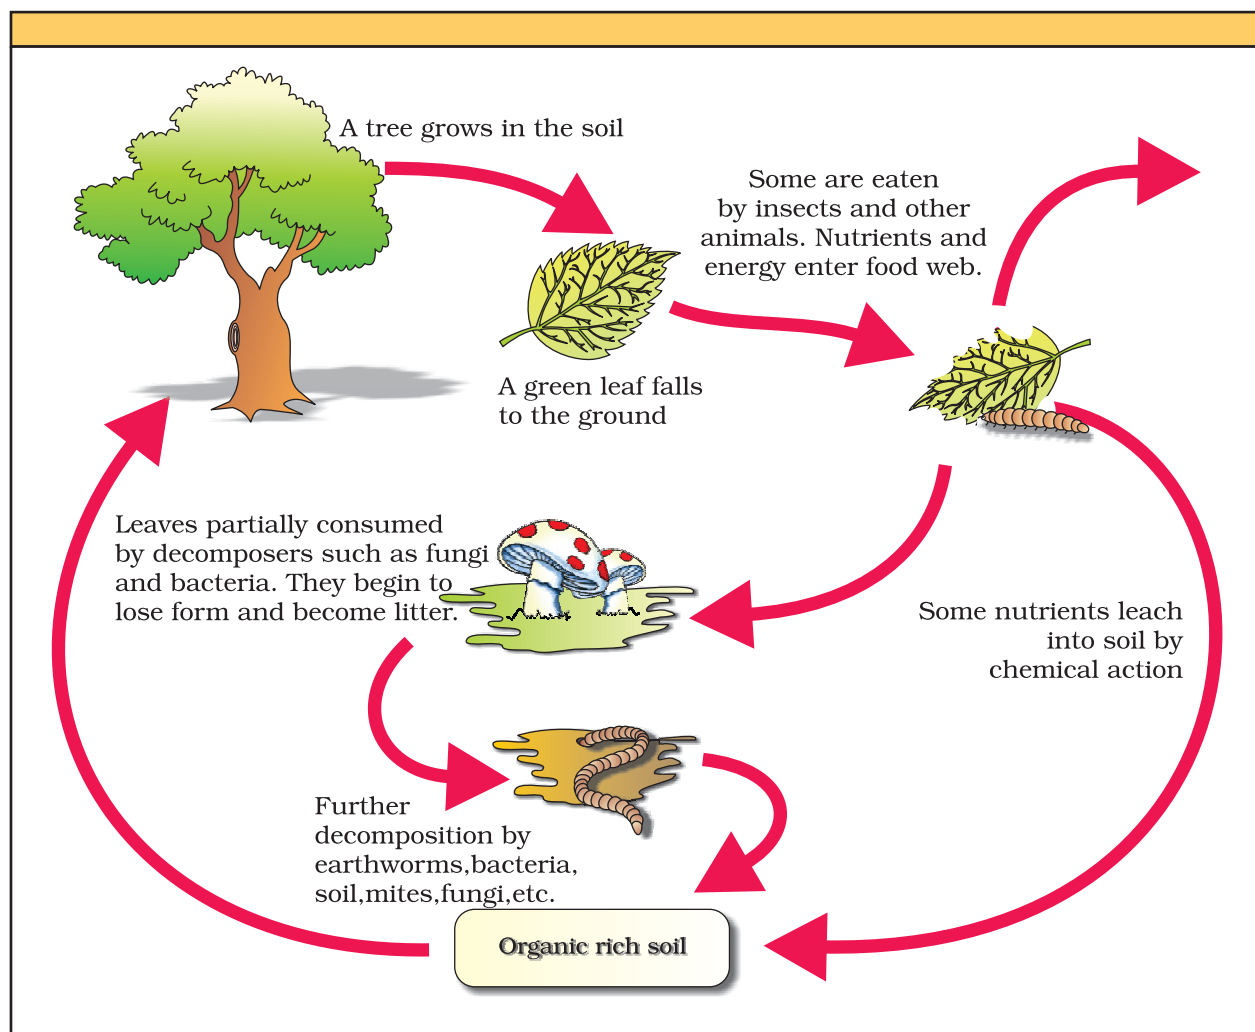 A tree grows in the soil
Some are eaten
by insects and other
animals. Nutrients and
energy enter food web.
A green leaf falls
to the ground
Leaves partially consumed
by decomposers such as fungi
and bacteria. They begin to
lose form and become litter.
Some nutrients leach
into soil by
chemical action
Further
decomposition by
earthworms,bacteria,
soil,mites,fungi,etc.
Organic rich soil